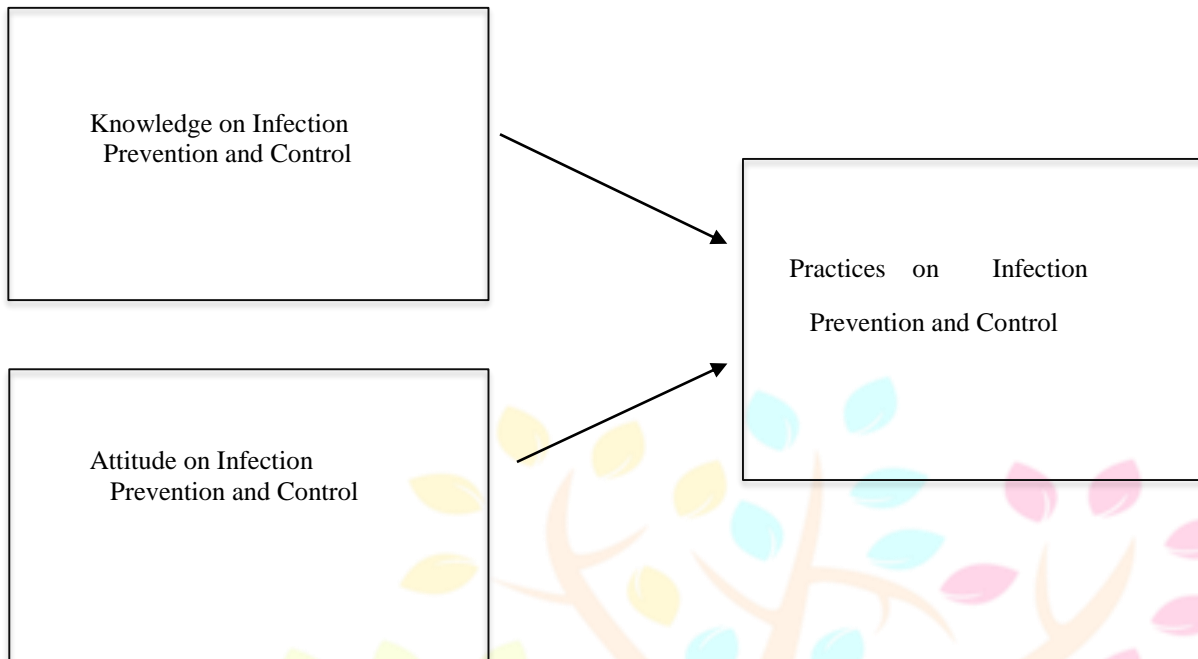 Knowledge on Infection
Prevention and Control
Practices on Infection
Prevention and Control
Attitude on Infection
Prevention and Control